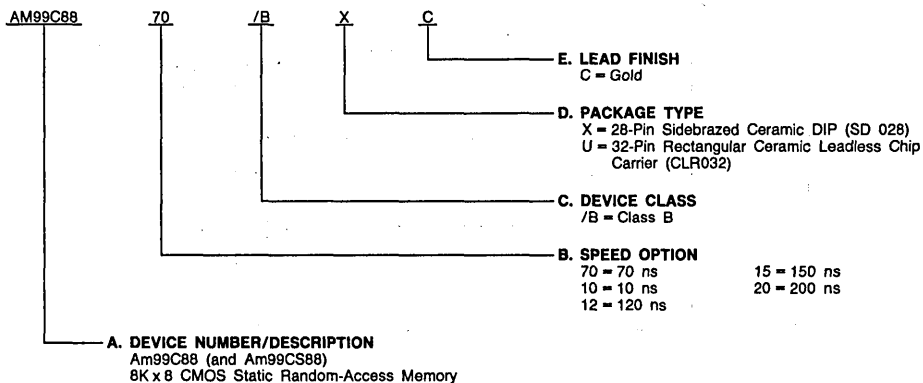 AM99C88 70 /B X C
E. LEAD FINISH
C = Gold
D. PACKAGE TYPE
X = 28-Pin Sidebrazed Ceramic DIP (SD 028)
U = 32-Pin Rectangular Ceramic Leadless Chip
Carrier (CLR032)
C. DEVICE CLASS
/B = Class B
B. SPEED OPTION
70 = 70 ns 15 = 150 ns
10 = 10 ns 20 = 200 ns
12 = 120 ns
A. DEVICE NUMBER/DESCRIPTION
Am99C88 (and Am99CS88)
8K x 8 CMOS Static Random-Access Memory